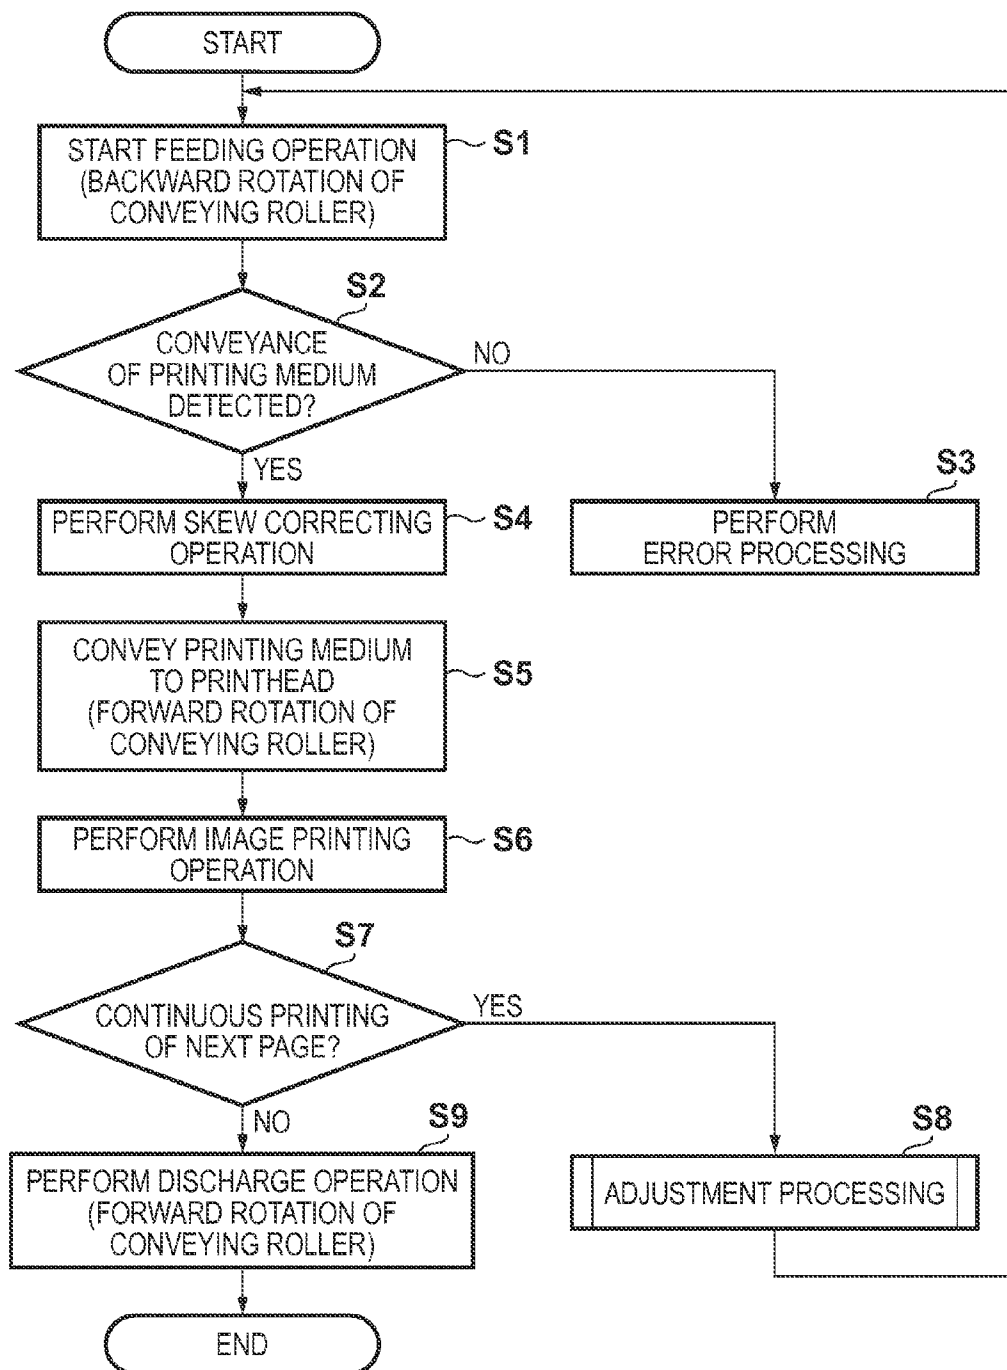 START
START FEEDING OPERATION
(BACKWARD ROTATION OF
CONVEYING ROLLER)
S1
S2
CONVEYANCE
OF PRINTING MEDIUM
DETECTED?
NO
YES
S3
PERFORM
ERROR PROCESSING
PERFORM SKEW CORRECTING
OPERATION
S4
CONVEY PRINTING MEDIUM
TO PRINTHEAD
(FORWARD ROTATION OF
CONVEYING ROLLER)
S5
PERFORM IMAGE PRINTING
OPERATION
S6
S7
CONTINUOUS PRINTING
OF NEXT PAGE?
YES
NO
S8
ADJUSTMENT PROCESSING
S9
PERFORM DISCHARGE OPERATION
(FORWARD ROTATION OF
CONVEYING ROLLER)
END